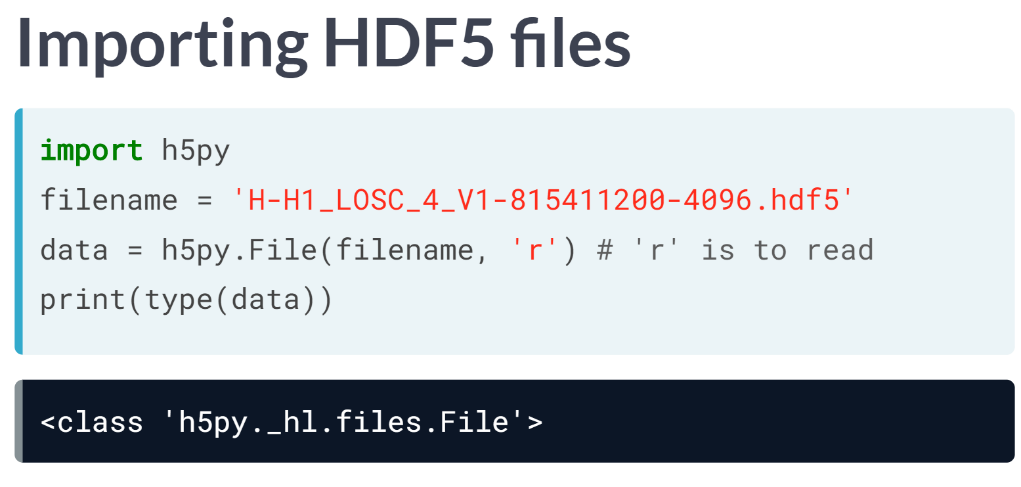 Importing HDF5 files
import h5py
filename = 'H-H1_LOSC_4_V1-815411200-4096.hdf5'
data = h5py.File(filename, 'r') # 'r' is to read
print(type(data))
<class 'h5py._hl.files.File'>